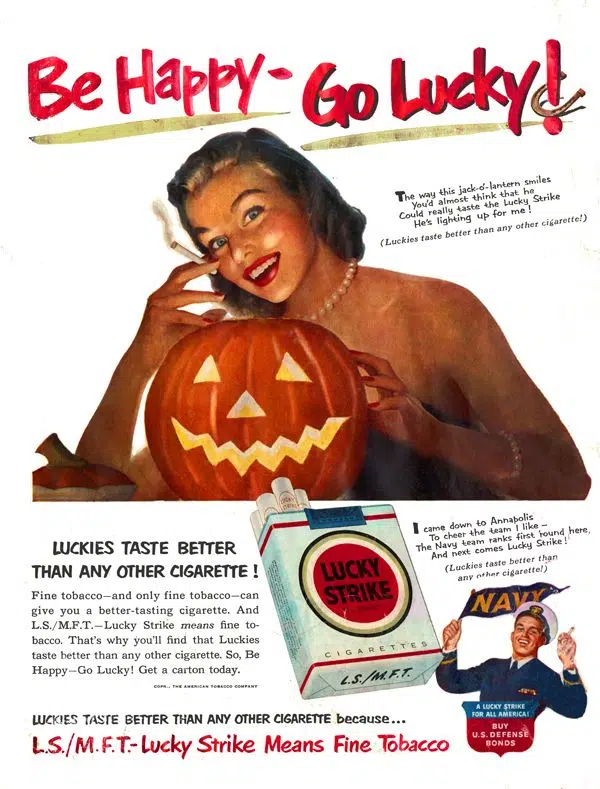 Be Happy- Go Lucky!
The way this jack-o'-lantern smiles
You'd almost think that he
Could really taste the Lucky Strike
He's lighting up for me!
(Luckies taste better than any other cigarette!)
LUCKIES TASTE BETTER
THAN ANY OTHER CIGARETTE!
Fine tobacco—and only fine tobacco—can
give you a better-tasting cigarette. And
L.S./M.F.T.—Lucky Strike means fine to-
bacco. That's why you'll find that Luckies
taste better than any other cigarette. So, Be
Happy—Go Lucky! Get a carton today.
COPR., THE AMERICAN TOBACCO COMPANY
LUCKY
STRIKE
LUCKY
STRIKE
CIGARETTES
L.S./M.F.T.
I came down to Annapolis
To cheer the team I like—
The Navy team ranks first 'round here,
And next comes Lucky Strike!
(Luckies taste better than
any other cigarette!)
NAVY
A LUCKY STRIKE
FOR ALL AMERICA!
BUY
U.S. DEFENSE
BONDS
LUCKIES TASTE BETTER THAN ANY OTHER CIGARETTE because...
L.S./M.F.T.-Lucky Strike Means Fine Tobacco